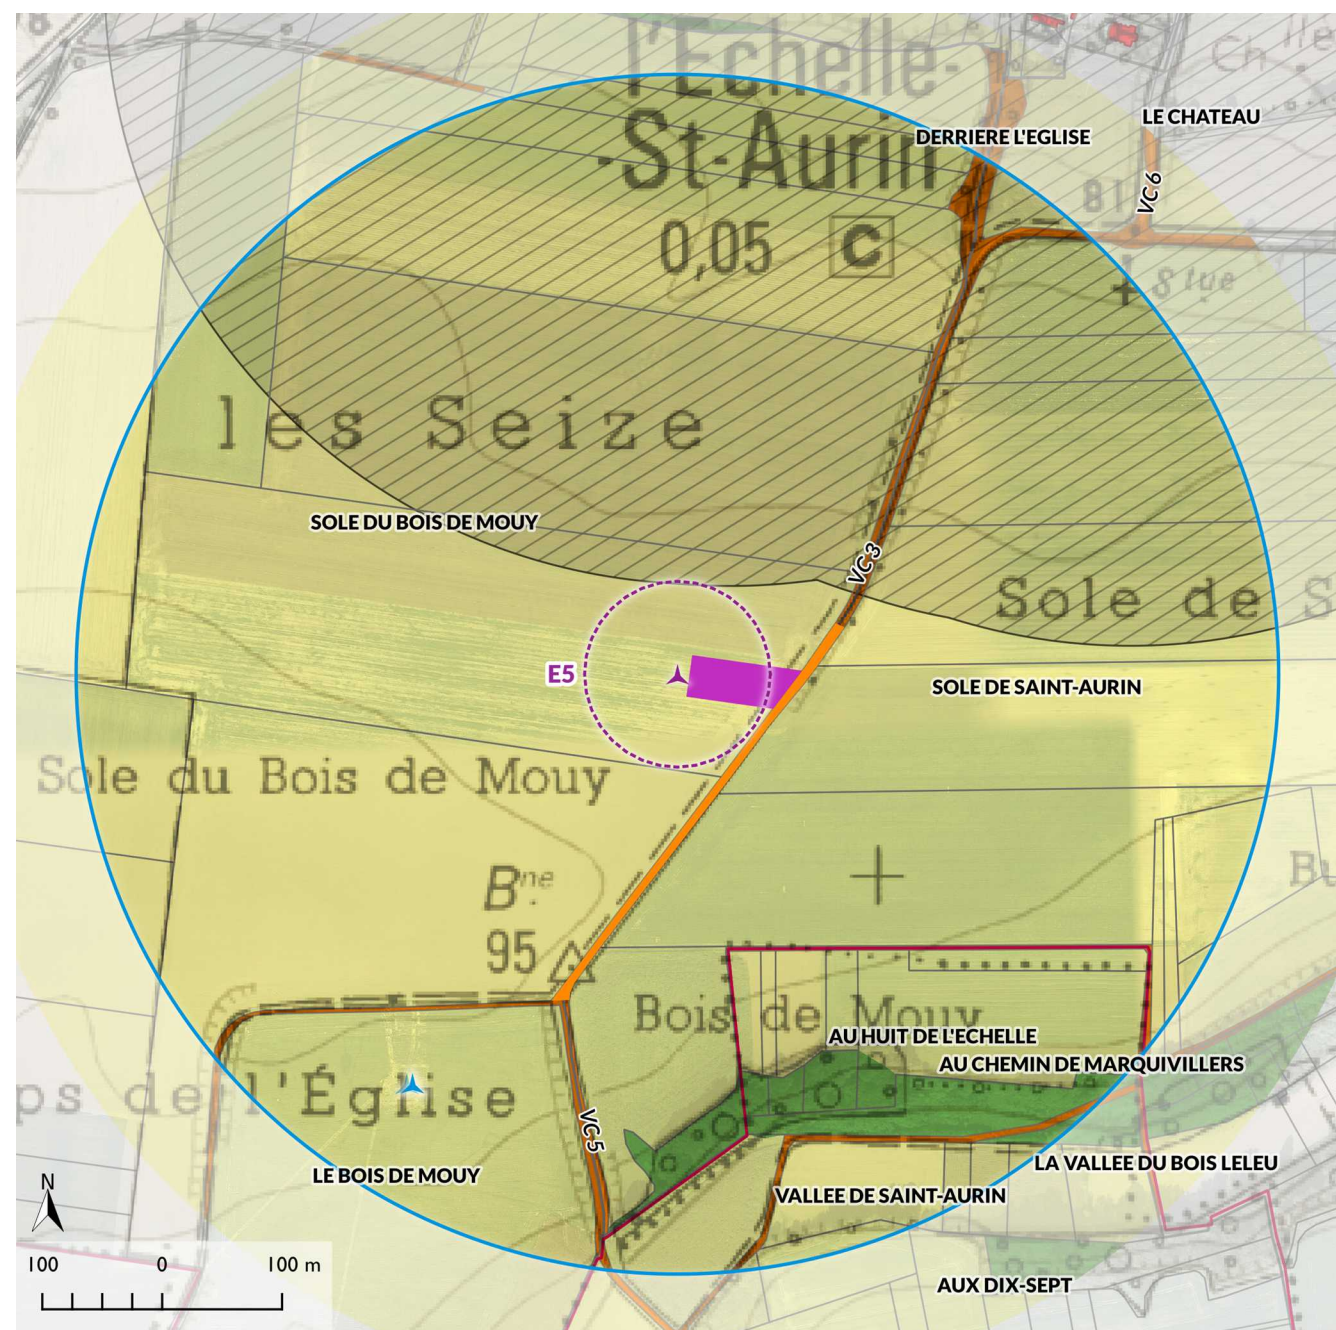 l'Echelle-
-St-Aurin
0,05 C
Ch lle
LE CHATEAU
DERRIERE L'EGLISE
VC 6
81
les Seize
SOLE DU BOIS DE MOUY
VC 3
Sole de S
E5
SOLE DE SAINT-AURIN
Sole du Bois de Mouy
Bne
95
Bois de Mouy
AU HUIT DE L'ECHELLE
AU CHEMIN DE MARQUIVILLERS
ps de l'Église
VC 5
LE BOIS DE MOUY
LA VALLEE DU BOIS LELEU
VALLEE DE SAINT-AURIN
AUX DIX-SEPT
N
100 0 100 m